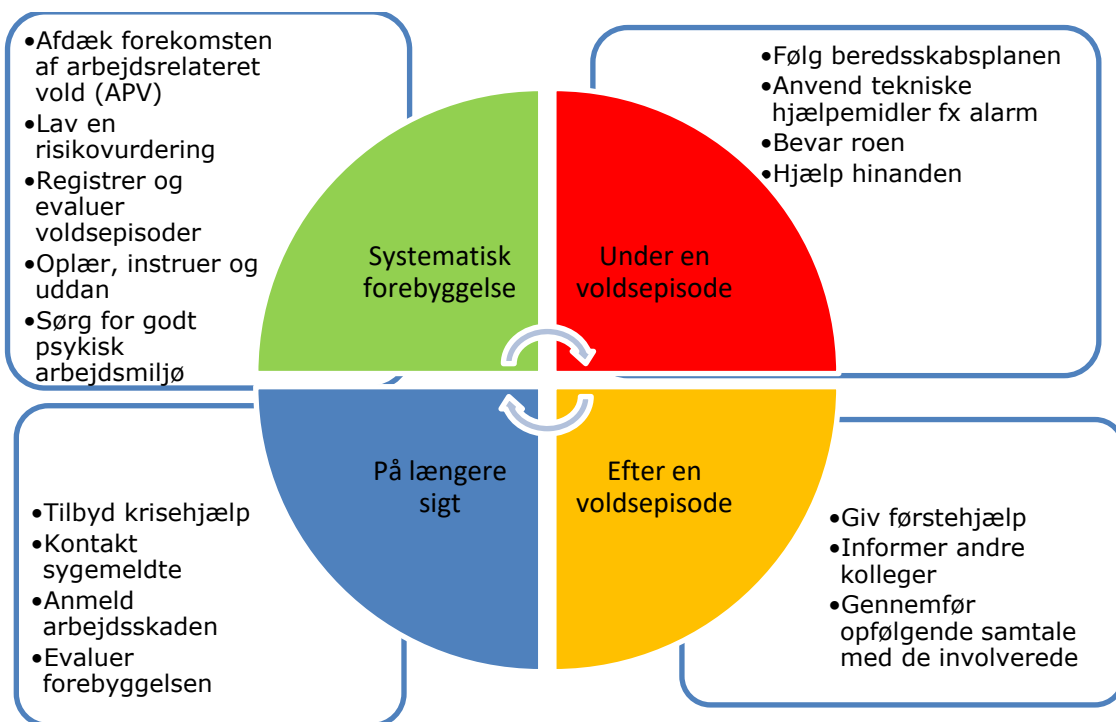 •Afdæk forekomsten
af arbejdsrelateret
vold (APV)
•Lav en
risikovurdering
•Registrer og
evaluer
voldsepisoder
•Oplær, instruer og
uddan
•Sørg for godt
psykisk
arbejdsmiljø
•Følg beredsskabsplanen
•Anvend tekniske
hjælpemidler fx alarm
•Bevar roen
•Hjælp hinanden
Systematisk
forebyggelse
Under en
voldsepisode
På længere
sigt
Efter en
voldsepisode
•Tilbyd krisehjælp
•Kontakt
sygemeldte
•Anmeld
arbejdsskaden
•Evaluer
forebyggelsen
•Giv førstehjælp
•Informer andre
kolleger
•Gennemfør
opfølgende samtale
med de involverede